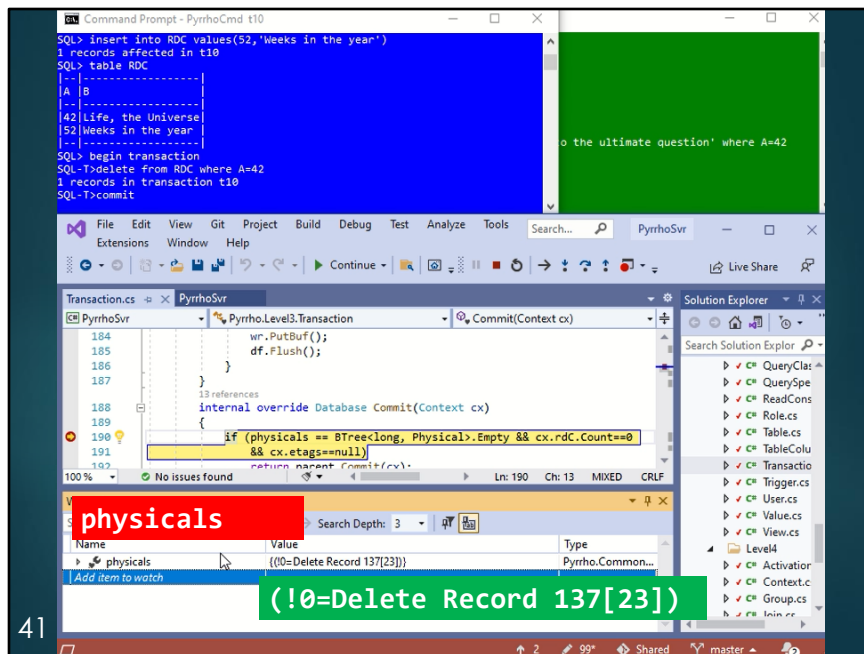 Command Prompt - PyrrhoCmd t10
SQL> insert into RDC values(52,'Weeks in the year')
1 records affected in t10
SQL> table RDC
|--|------------------|
|A |B                 |
|--|------------------|
|42|Life, the Universe|
|52|Weeks in the year |
|--|------------------|
SQL> begin transaction
SQL-T>delete from RDC where A=42
1 records in transaction t10
SQL-T>commit
o the ultimate question' where A=42
File Edit View Git Project Build Debug Test Analyze Tools Search... PyrrhoSvr
Extensions Window Help
Continue Live Share
Transaction.cs PyrrhoSvr
PyrrhoSvr Pyrrho.Level3.Transaction Commit(Context cx)
184 wr.PutBuf();
185 df.Flush();
186 }
187 }
13 references
188 internal override Database Commit(Context cx)
189 {
190 if (physicals == BTree<long, Physical>.Empty && cx.rdC.Count==0
191 && cx.etags==null)
192 return parent.Commit(cx);
100 % No issues found Ln: 190 Ch: 13 MIXED CRLF
physicals
Search Depth: 3
Name Value Type
physicals {(!0=Delete Record 137[23])} Pyrrho.Common...
Add item to watch
(!0=Delete Record 137[23])
Solution Explorer
Search Solution Explor
C# QueryClas
C# QuerySpe
C# ReadCons
C# Role.cs
C# Table.cs
C# TableColu
C# Transactio
C# Trigger.cs
C# User.cs
C# Value.cs
C# View.cs
Level4
C# Activation
C# Context.c
C# Group.cs
C# Join.cs
2 99* Shared master 2
41